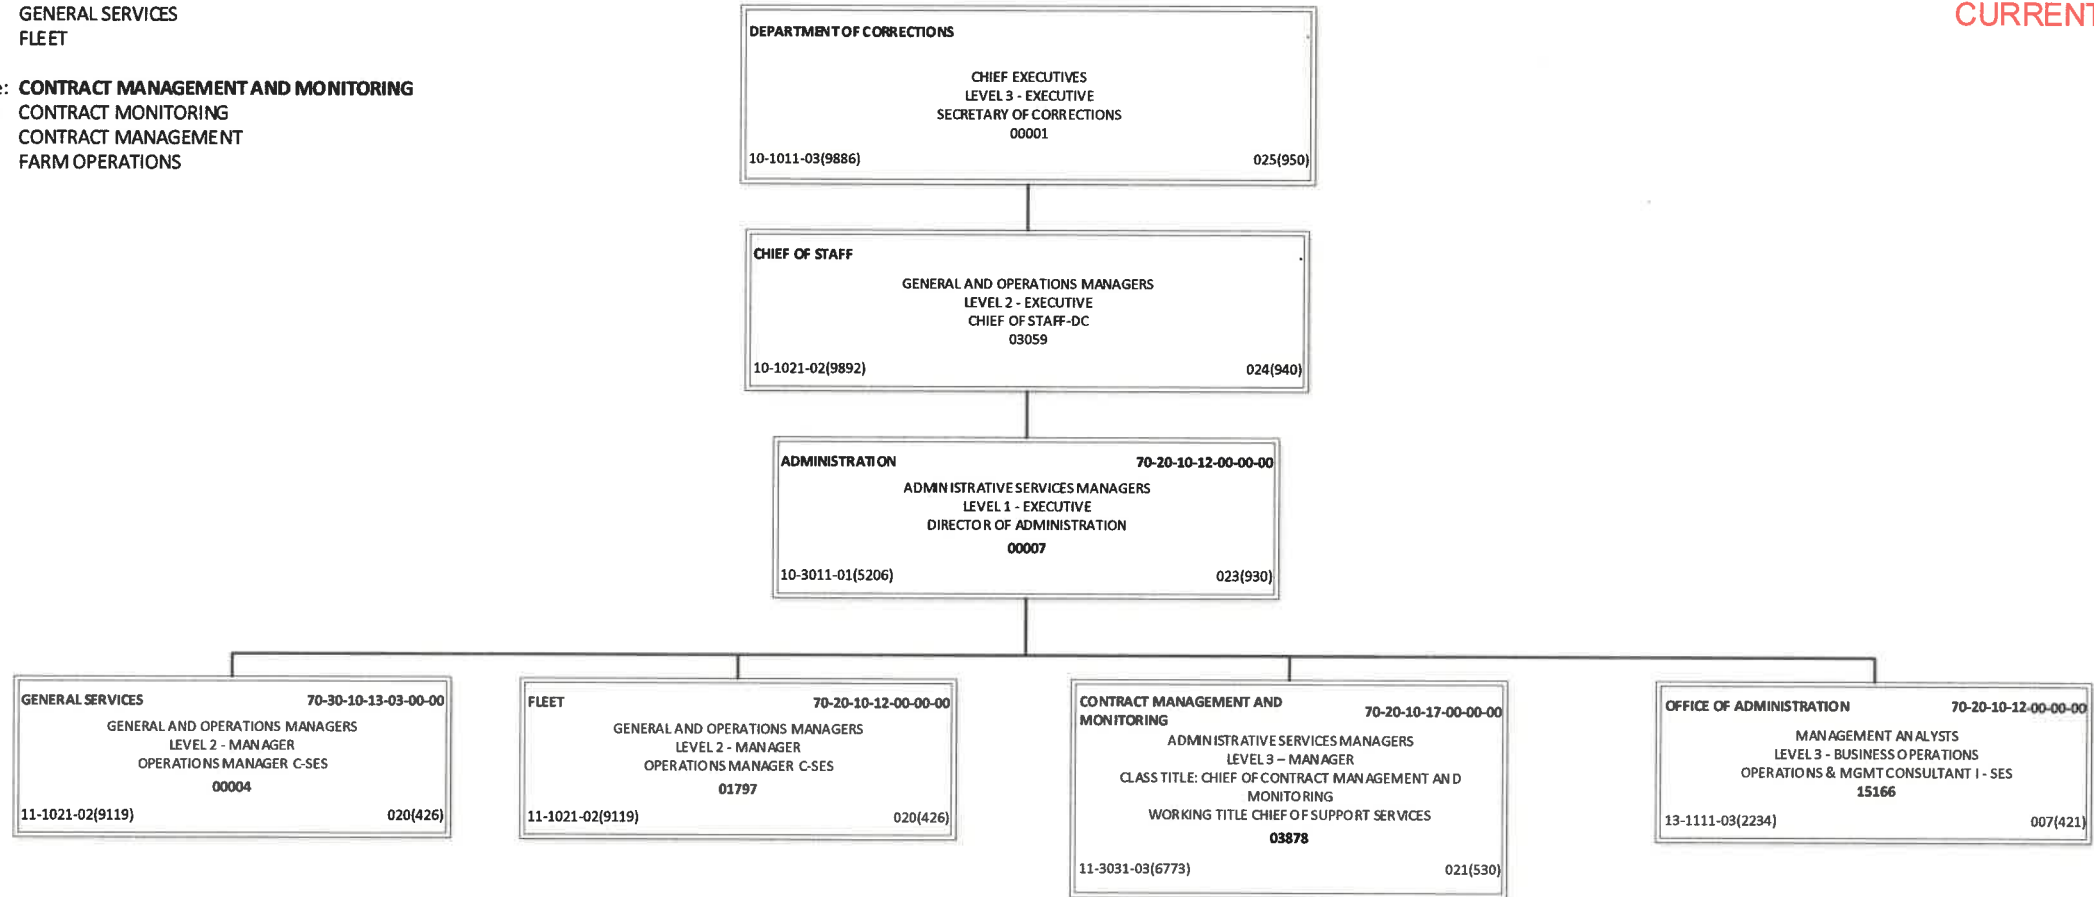 GENERAL SERVICES
FLEET
CURRENT
e: CONTRACT MANAGEMENT AND MONITORING
CONTRACT MONITORING
CONTRACT MANAGEMENT
FARM OPERATIONS
DEPARTMENT OF CORRECTIONS
CHIEF EXECUTIVES
LEVEL 3 - EXECUTIVE
SECRETARY OF CORRECTIONS
00001
10-1011-03(9886) 025(950)
CHIEF OF STAFF
GENERAL AND OPERATIONS MANAGERS
LEVEL 2 - EXECUTIVE
CHIEF OF STAFF-DC
03059
10-1021-02(9892) 024(940)
ADMINISTRATION 70-20-10-12-00-00-00
ADMINISTRATIVE SERVICES MANAGERS
LEVEL 1 - EXECUTIVE
DIRECTOR OF ADMINISTRATION
00007
10-3011-01(5206) 023(930)
GENERAL SERVICES 70-30-10-13-03-00-00
GENERAL AND OPERATIONS MANAGERS
LEVEL 2 - MANAGER
OPERATIONS MANAGER C-SES
00004
11-1021-02(9119) 020(426)
FLEET 70-20-10-12-00-00-00
GENERAL AND OPERATIONS MANAGERS
LEVEL 2 - MANAGER
OPERATIONS MANAGER C-SES
01797
11-1021-02(9119) 020(426)
CONTRACT MANAGEMENT AND
MONITORING 70-20-10-17-00-00-00
ADMINISTRATIVE SERVICES MANAGERS
LEVEL 3 – MANAGER
CLASS TITLE: CHIEF OF CONTRACT MANAGEMENT AND
MONITORING
WORKING TITLE CHIEF OF SUPPORT SERVICES
03878
11-3031-03(6773) 021(530)
OFFICE OF ADMINISTRATION 70-20-10-12-00-00-00
MANAGEMENT ANALYSTS
LEVEL 3 - BUSINESS OPERATIONS
OPERATIONS & MGMT CONSULTANT I - SES
15166
13-1111-03(2234) 007(421)